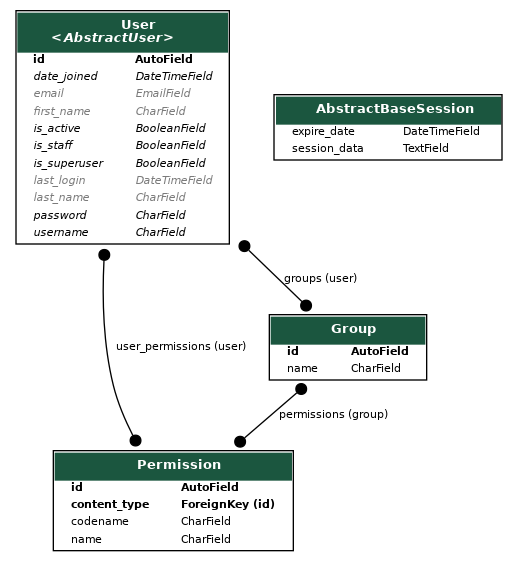 User
<AbstractUser>
id AutoField
date_joined DateTimeField
email EmailField
first_name CharField
is_active BooleanField
is_staff BooleanField
is_superuser BooleanField
last_login DateTimeField
last_name CharField
password CharField
username CharField
AbstractBaseSession
expire_date DateTimeField
session_data TextField
groups (user)
Group
id AutoField
name CharField
user_permissions (user)
permissions (group)
Permission
id AutoField
content_type ForeignKey (id)
codename CharField
name CharField